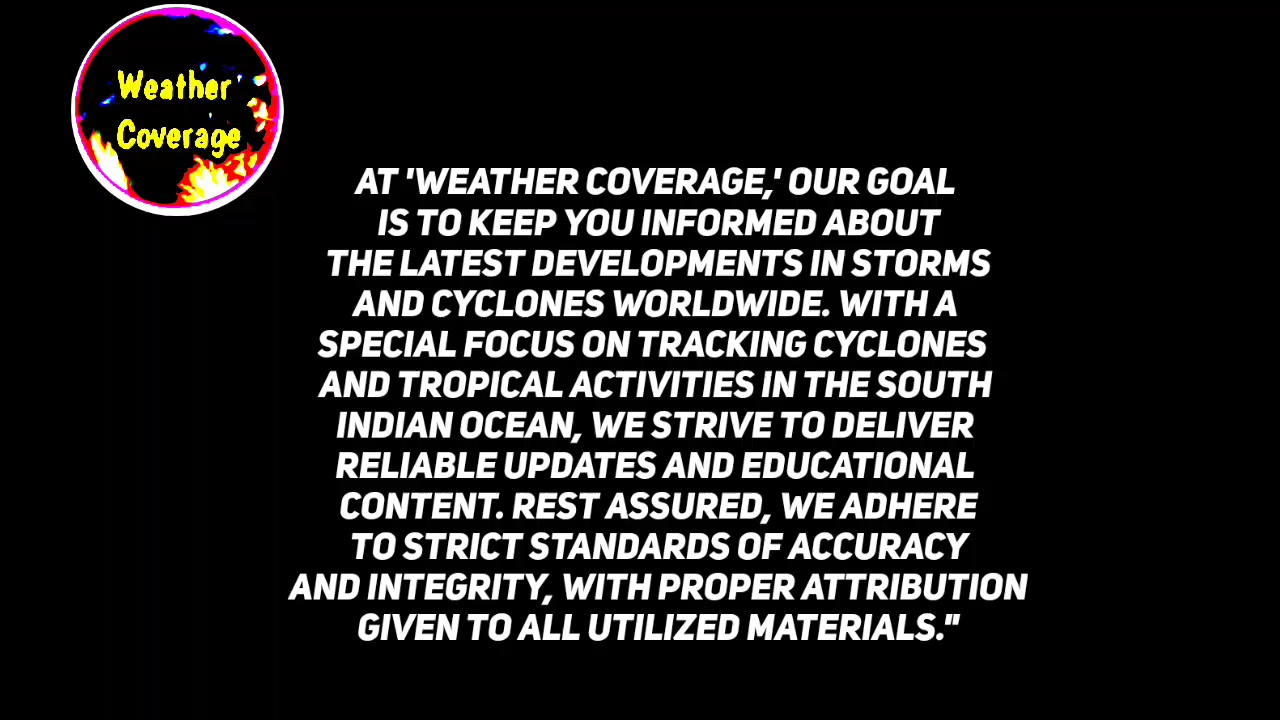 Weather
Coverage
AT 'WEATHER COVERAGE,' OUR GOAL
IS TO KEEP YOU INFORMED ABOUT
THE LATEST DEVELOPMENTS IN STORMS
AND CYCLONES WORLDWIDE. WITH A
SPECIAL FOCUS ON TRACKING CYCLONES
AND TROPICAL ACTIVITIES IN THE SOUTH
INDIAN OCEAN, WE STRIVE TO DELIVER
RELIABLE UPDATES AND EDUCATIONAL
CONTENT. REST ASSURED, WE ADHERE
TO STRICT STANDARDS OF ACCURACY
AND INTEGRITY, WITH PROPER ATTRIBUTION
GIVEN TO ALL UTILIZED MATERIALS."